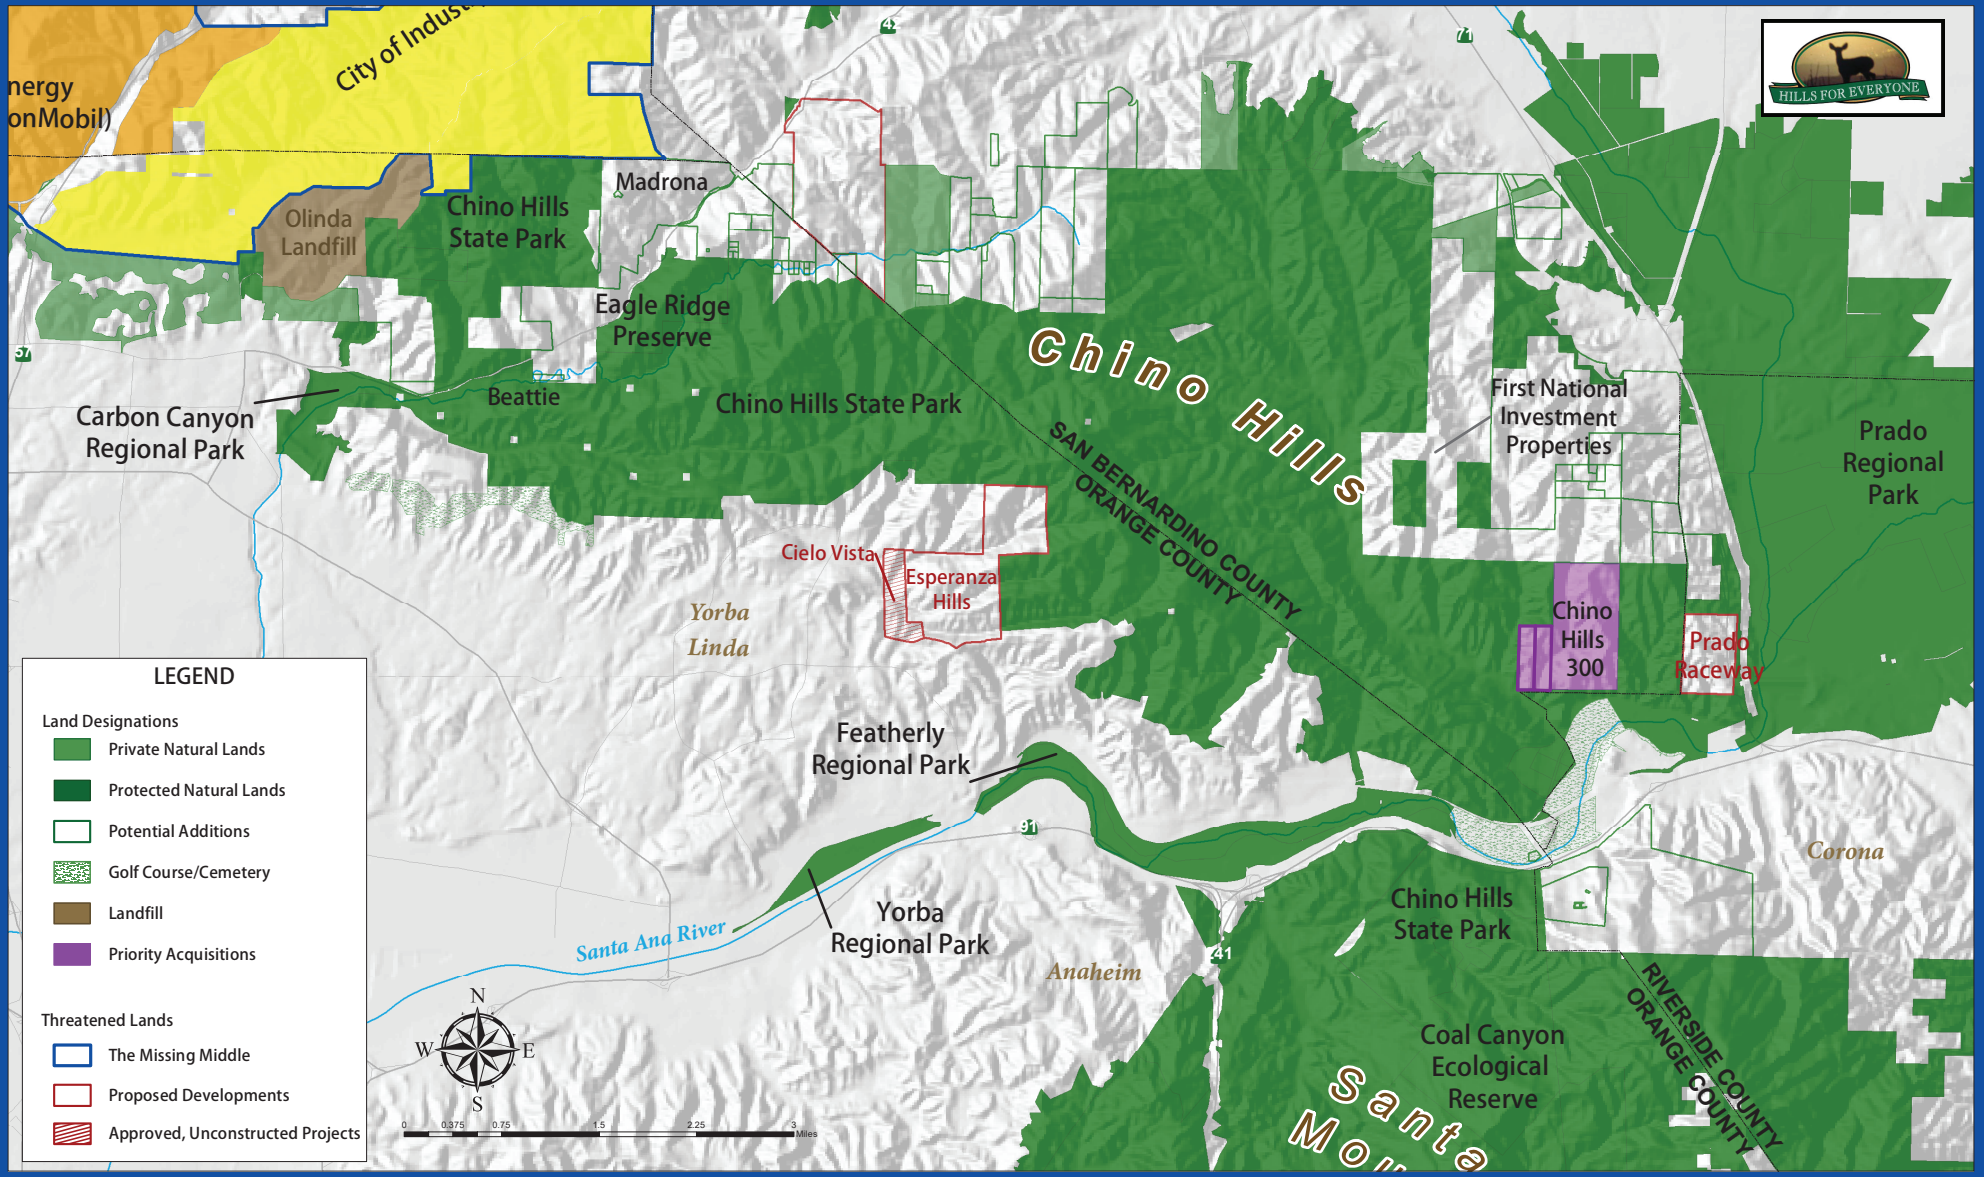 nergy
onMobil)
City of Indust
42
71
HILLS FOR EVERYONE
Madrona
Olinda
Landfill
Chino Hills
State Park
Eagle Ridge
Preserve
57
Beattie
Carbon Canyon
Regional Park
Chino Hills State Park
Chino Hills
SAN BERNARDINO COUNTY
ORANGE COUNTY
First National
Investment
Properties
Prado
Regional
Park
Cielo Vista
Esperanza
Hills
Yorba
Linda
Chino
Hills
300
Prado
Raceway
Featherly
Regional Park
91
Corona
Yorba
Regional Park
Santa Ana River
Anaheim
Chino Hills
State Park
241
Coal Canyon
Ecological
Reserve
RIVERSIDE COUNTY
ORANGE COUNTY
Santa
Mou
LEGEND
Land Designations
Private Natural Lands
Protected Natural Lands
Potential Additions
Golf Course/Cemetery
Landfill
Priority Acquisitions
Threatened Lands
The Missing Middle
Proposed Developments
Approved, Unconstructed Projects
N
W E
S
0 0.375 0.75 1.5 2.25 3
Miles